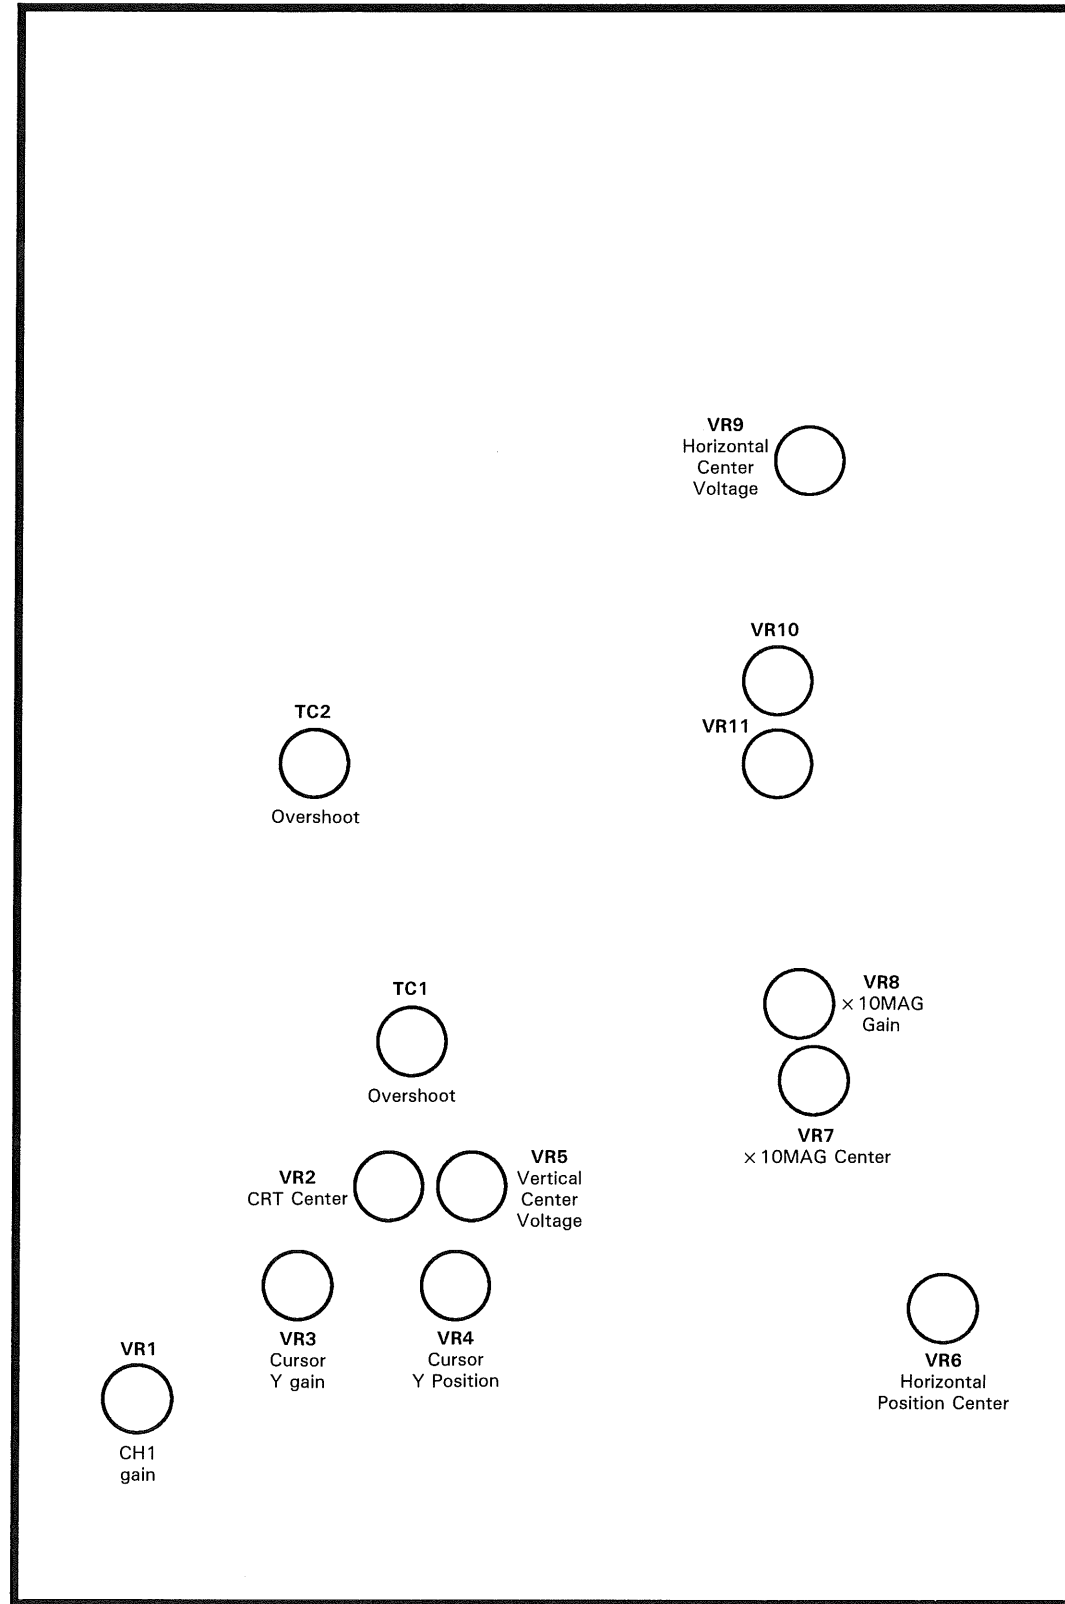 VR9
Horizontal
Center
Voltage
VR10
VR11
TC2
Overshoot
TC1
Overshoot
VR8
×10MAG
Gain
VR7
×10MAG Center
VR2
CRT Center
VR5
Vertical
Center
Voltage
VR3
Cursor
Y gain
VR4
Cursor
Y Position
VR1
CH1
gain
VR6
Horizontal
Position Center